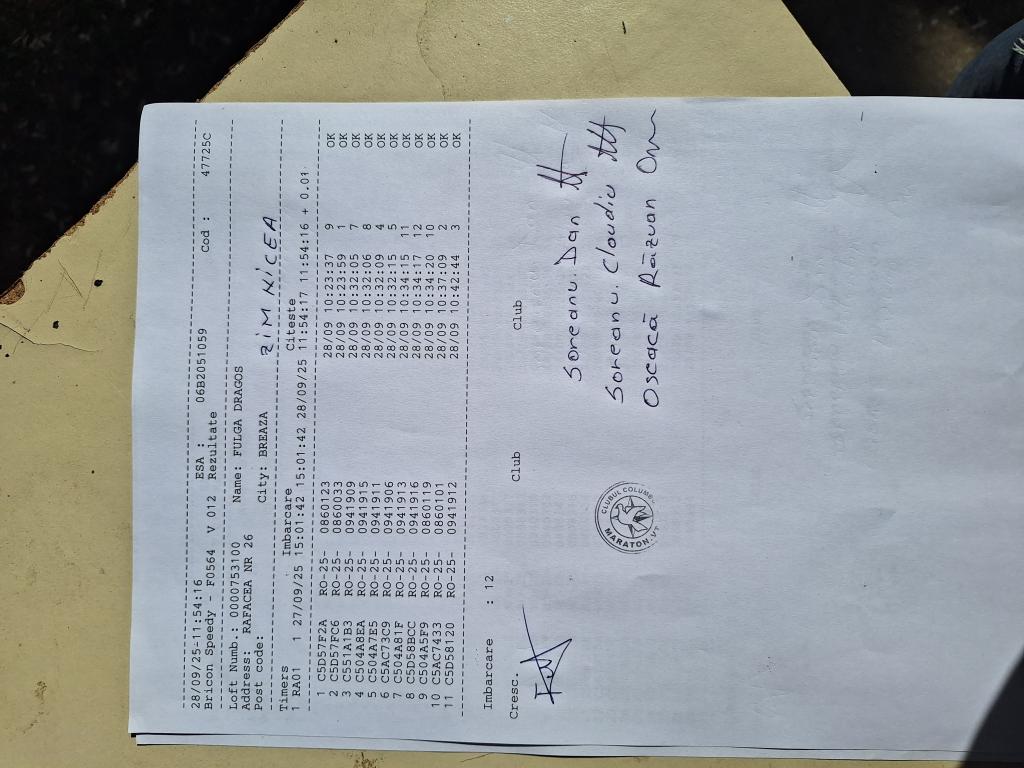 28/09/25-11:54:16 ESA : 06B2051059
Bricon Speedy - F0564 V 012 Rezultate Cod : 47725C
Loft Numb.: 0000753100 Name: FULGA DRAGOS
Address: RAFACEA NR 26
Post code: City: BREAZA ZIM NICEA
Timers Imbarcare Citeste
1 RA01 1 27/09/25 15:01:42 15:01:42 28/09/25 11:54:17 11:54:16 + 0.01
1 C5D57F2A RO-25- 0860123 28/09 10:23:37 9 OK
2 C5D57FC6 RO-25- 0860033 28/09 10:23:59 1 OK
3 C551A1B3 RO-25- 0941909 28/09 10:32:05 7 OK
4 C504A8EA RO-25- 0941915 28/09 10:32:06 8 OK
5 C504A7E5 RO-25- 0941911 28/09 10:32:09 4 OK
6 C5AC73C9 RO-25- 0941906 28/09 10:32:15 5 OK
7 C504A81F RO-25- 0941913 28/09 10:34:15 11 OK
8 C5D58BCC RO-25- 0941916 28/09 10:34:17 12 OK
9 C504A5F9 RO-25- 0860119 28/09 10:34:20 10 OK
10 C5AC7433 RO-25- 0860101 28/09 10:37:09 2 OK
11 C5D58120 RO-25- 0941912 28/09 10:42:44 3 OK
Imbarcare : 12
Cresc. Club Club
Soreanu. Dan
Soreanu. Claudiu
Oseacă Răzvan
CLUBUL COLUMB
MARATON.VT